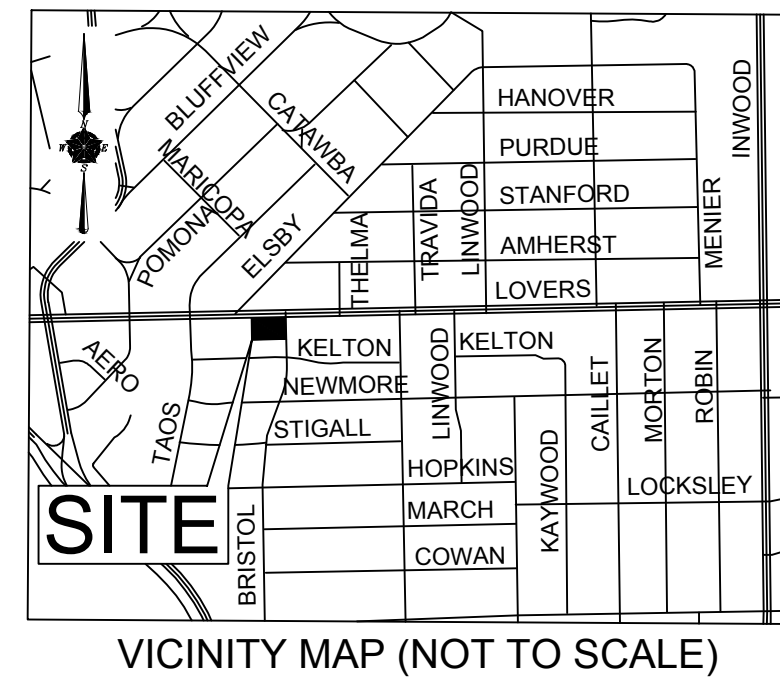 BLUFFVIEW
CATAWBA
MARICOPA
POMONA
ELSBY
HANOVER
PURDUE
STANFORD
AMHERST
LOVERS
THELMA
TRAVIDA
LINWOOD
MENIER
INWOOD
N
W E
S
AERO
TAOS
KELTON
KELTON
NEWMORE
STIGALL
LINWOOD
HOPKINS
MARCH
COWAN
KAYWOOD
CAILLET
MORTON
ROBIN
LOCKSLEY
SITE
BRISTOL
VICINITY MAP (NOT TO SCALE)